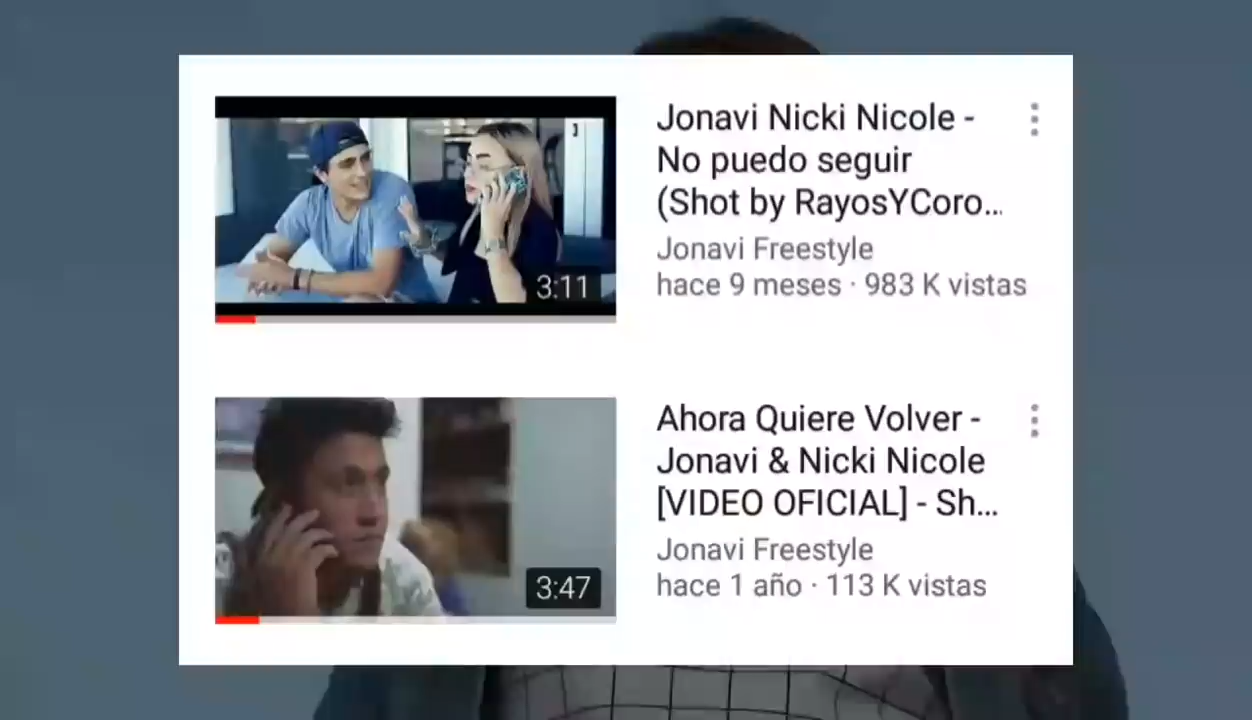 Jonavi Nicki Nicole -
No puedo seguir
(Shot by RayosYCoro...
Jonavi Freestyle
hace 9 meses · 983 K vistas
3:11
Ahora Quiere Volver -
Jonavi & Nicki Nicole
[VIDEO OFICIAL] - Sh...
Jonavi Freestyle
hace 1 año · 113 K vistas
3:47